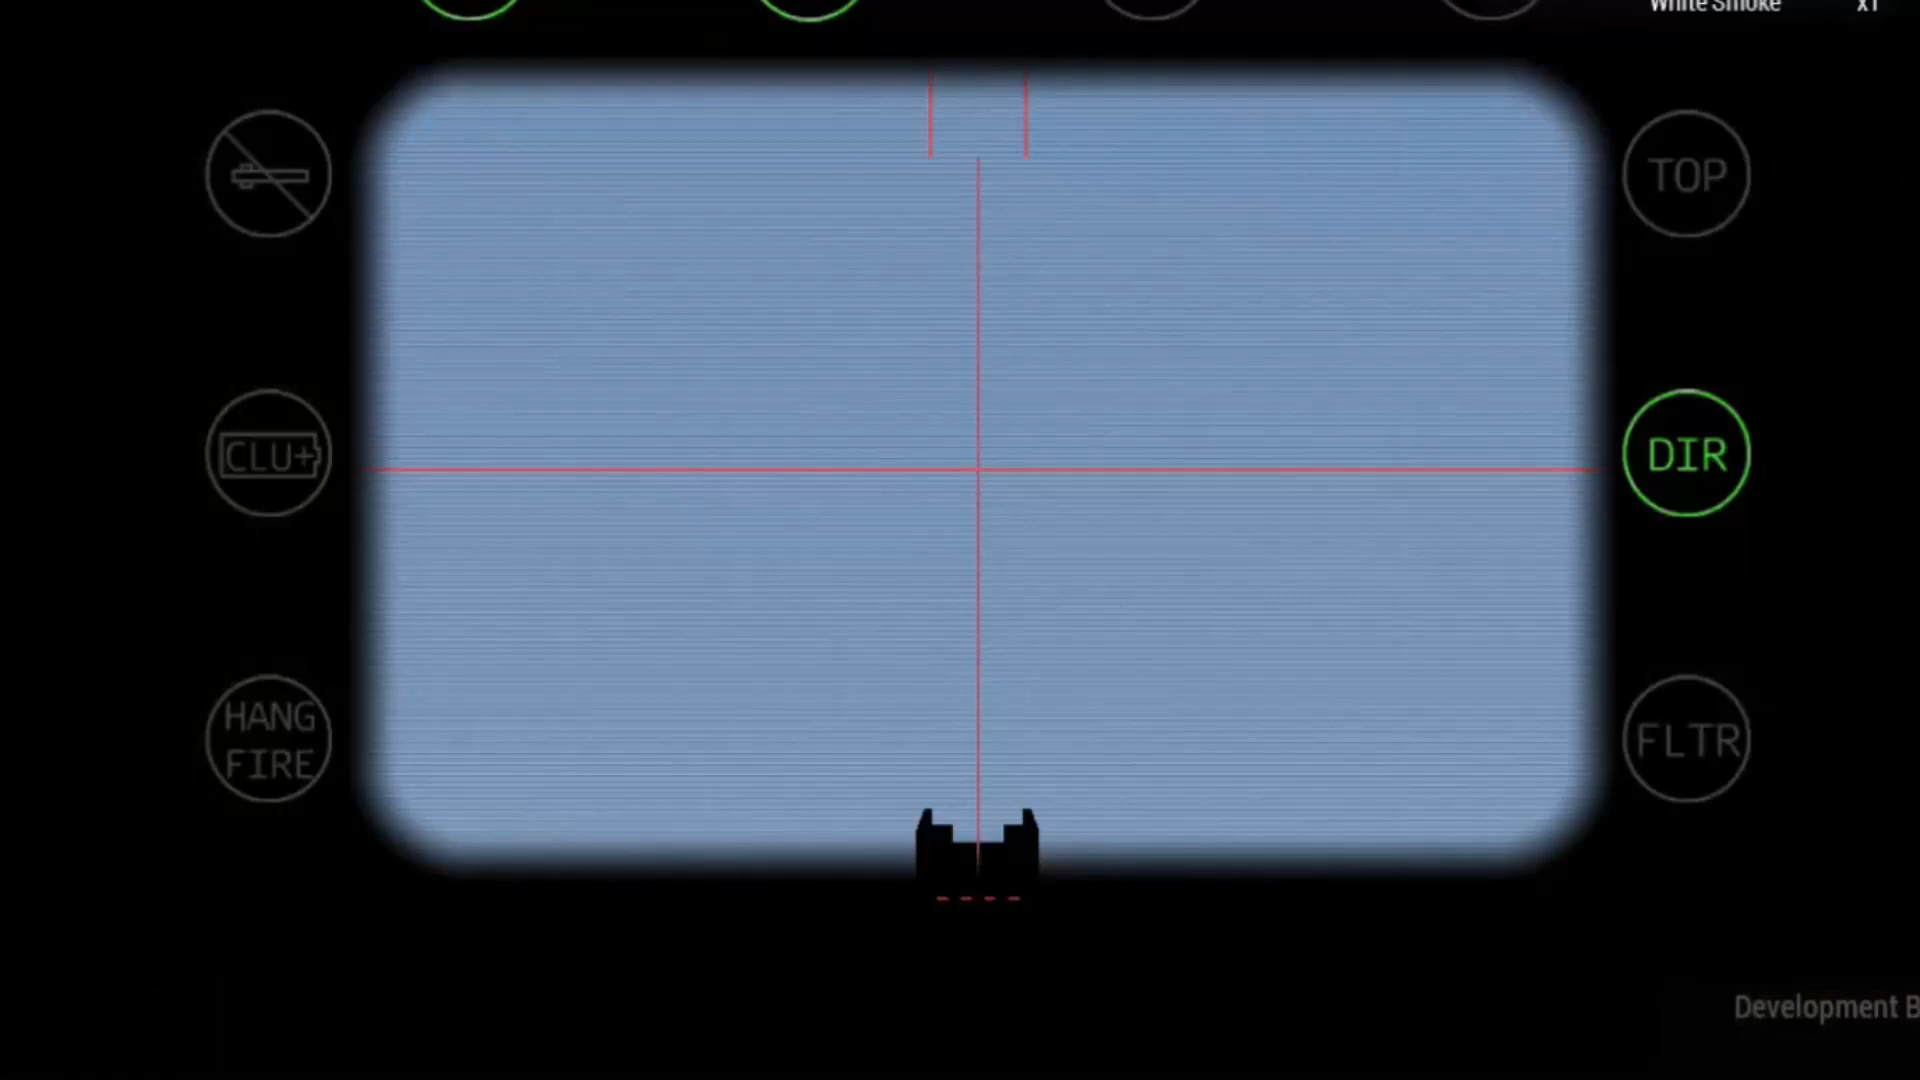 White Smoke x1
TOP
CLU+
DIR
HANG
FIRE
FLTR
Development B